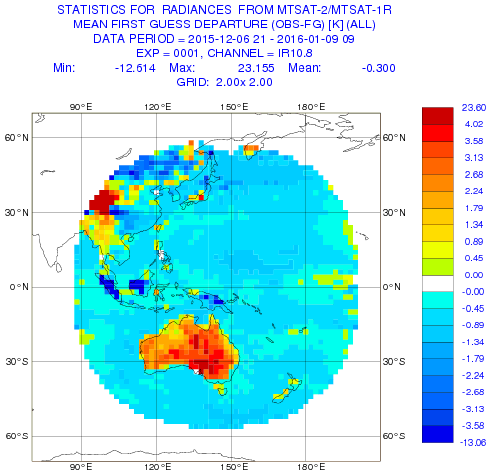 STATISTICS FOR RADIANCES FROM MTSAT-2/MTSAT-1R
MEAN FIRST GUESS DEPARTURE (OBS-FG) [K] (ALL)
DATA PERIOD = 2015-12-06 21 - 2016-01-09 09
EXP = 0001, CHANNEL = IR10.8
Min: -12.614 Max: 23.155 Mean: -0.300
GRID: 2.00x 2.00
90°E 120°E 150°E 180°E
60°N 60°N
30°N 30°N
0°N 0°N
30°S 30°S
60°S 60°S
90°E 120°E 150°E 180°E
23.60
4.02
3.58
3.13
2.68
2.24
1.79
1.34
0.89
0.45
0.00
-0.00
-0.45
-0.89
-1.34
-1.79
-2.24
-2.68
-3.13
-3.58
-13.06